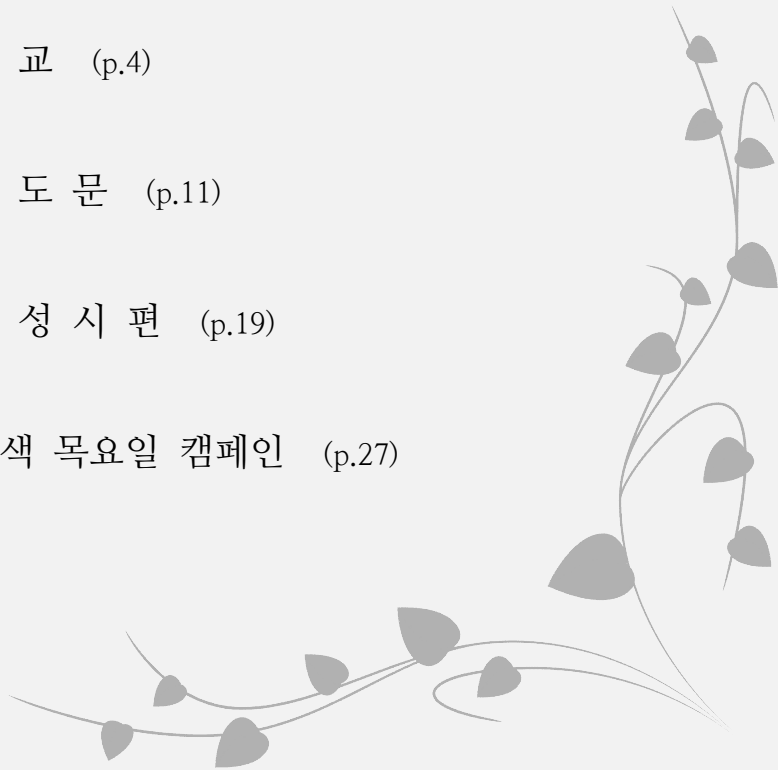 교 (p.4)
도 문 (p.11)
성 시 편 (p.19)
색 목요일 캠페인 (p.27)